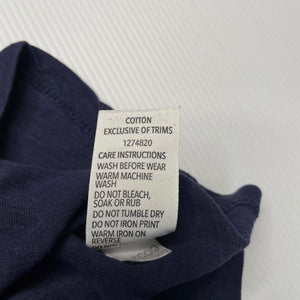 COTTON
EXCLUSIVE OF TRIMS
1274820
CARE INSTRUCTIONS
WASH BEFORE WEAR
WARM MACHINE
WASH
DO NOT BLEACH,
SOAK OR RUB
DO NOT TUMBLE DRY
DO NOT IRON PRINT
WARM IRON ON
REVERSE